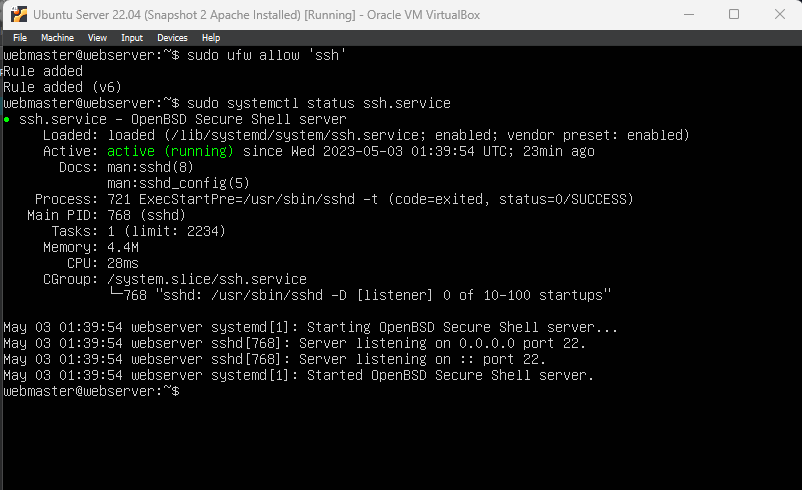 Ubuntu Server 22.04 (Snapshot 2 Apache Installed) [Running] - Oracle VM VirtualBox
File Machine View Input Devices Help
webmaster@webserver:~$ sudo ufw allow 'ssh'
Rule added
Rule added (v6)
webmaster@webserver:~$ sudo systemctl status ssh.service
● ssh.service - OpenBSD Secure Shell server
Loaded: loaded (/lib/systemd/system/ssh.service; enabled; vendor preset: enabled)
Active: active (running) since Wed 2023-05-03 01:39:54 UTC; 23min ago
Docs: man:sshd(8)
man:sshd_config(5)
Process: 721 ExecStartPre=/usr/sbin/sshd -t (code=exited, status=0/SUCCESS)
Main PID: 768 (sshd)
Tasks: 1 (limit: 2234)
Memory: 4.4M
CPU: 28ms
CGroup: /system.slice/ssh.service
└─768 "sshd: /usr/sbin/sshd -D [listener] 0 of 10-100 startups"
May 03 01:39:54 webserver systemd[1]: Starting OpenBSD Secure Shell server...
May 03 01:39:54 webserver sshd[768]: Server listening on 0.0.0.0 port 22.
May 03 01:39:54 webserver sshd[768]: Server listening on :: port 22.
May 03 01:39:54 webserver systemd[1]: Started OpenBSD Secure Shell server.
webmaster@webserver:~$